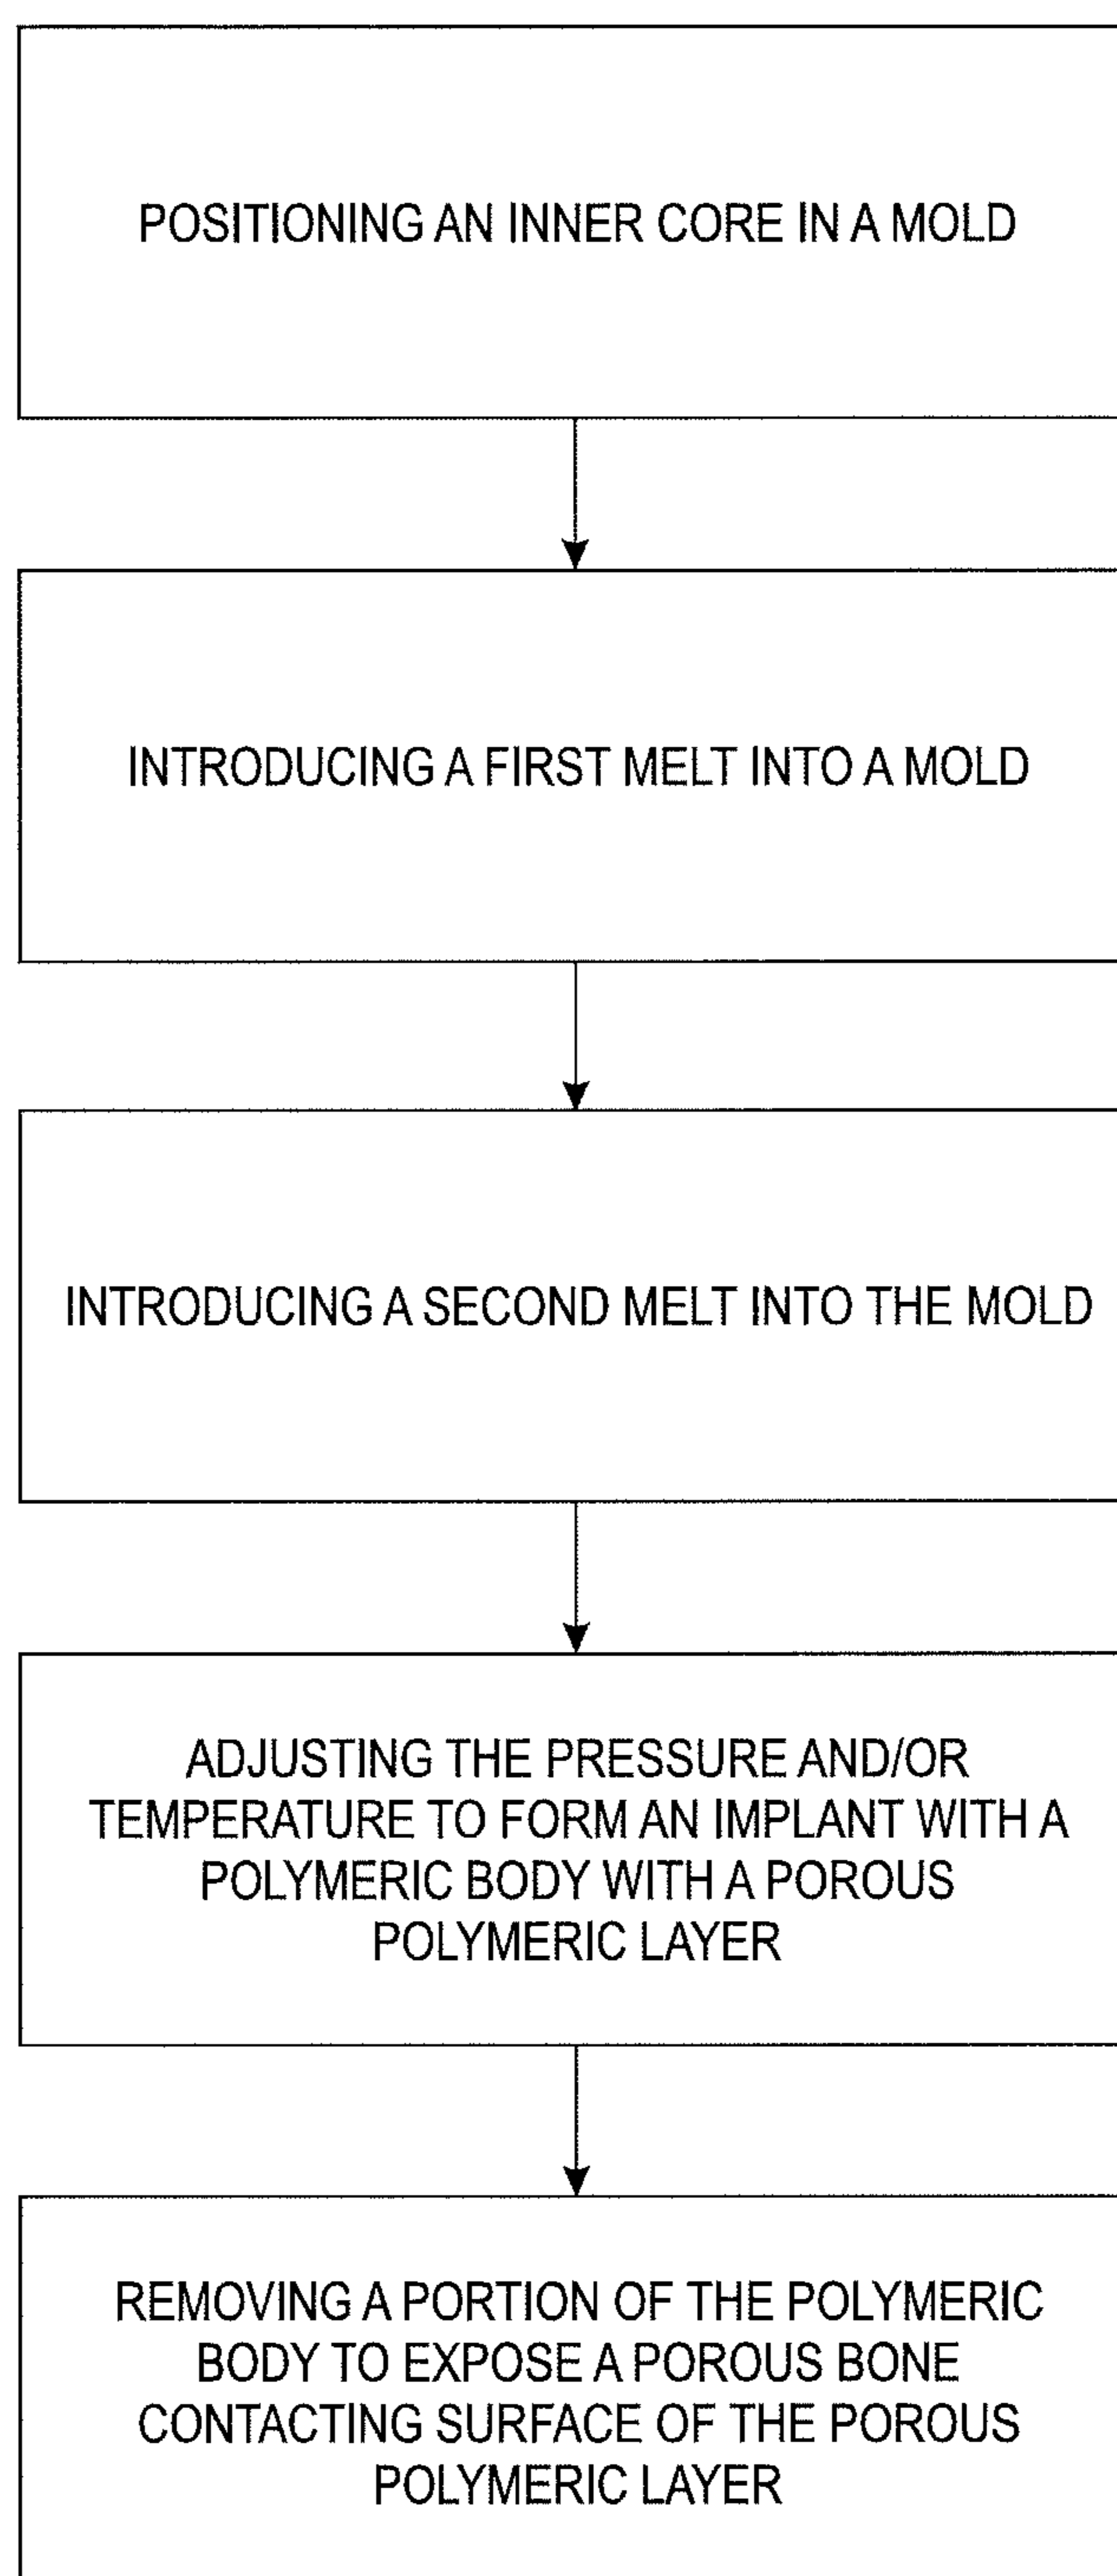 POSITIONING AN INNER CORE IN A MOLD
INTRODUCING A FIRST MELT INTO A MOLD
INTRODUCING A SECOND MELT INTO THE MOLD
ADJUSTING THE PRESSURE AND/OR
TEMPERATURE TO FORM AN IMPLANT WITH A
POLYMERIC BODY WITH A POROUS
POLYMERIC LAYER
REMOVING A PORTION OF THE POLYMERIC
BODY TO EXPOSE A POROUS BONE
CONTACTING SURFACE OF THE POROUS
POLYMERIC LAYER